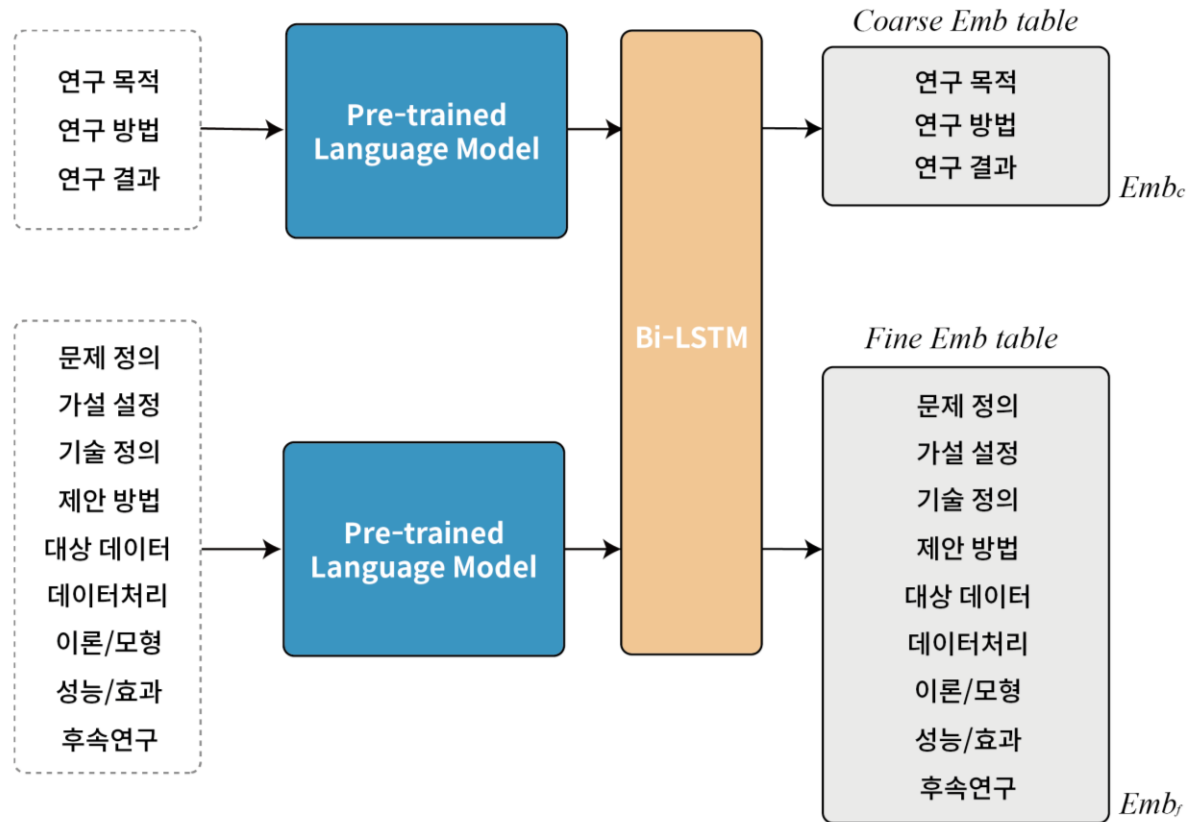 연구 목적
연구 방법
연구 결과
Pre-trained
Language Model
Coarse Emb table
연구 목적
연구 방법
연구 결과
Emb_c
Bi-LSTM
문제 정의
가설 설정
기술 정의
제안 방법
대상 데이터
데이터처리
이론/모형
성능/효과
후속연구
Pre-trained
Language Model
Fine Emb table
문제 정의
가설 설정
기술 정의
제안 방법
대상 데이터
데이터처리
이론/모형
성능/효과
후속연구
Emb_f